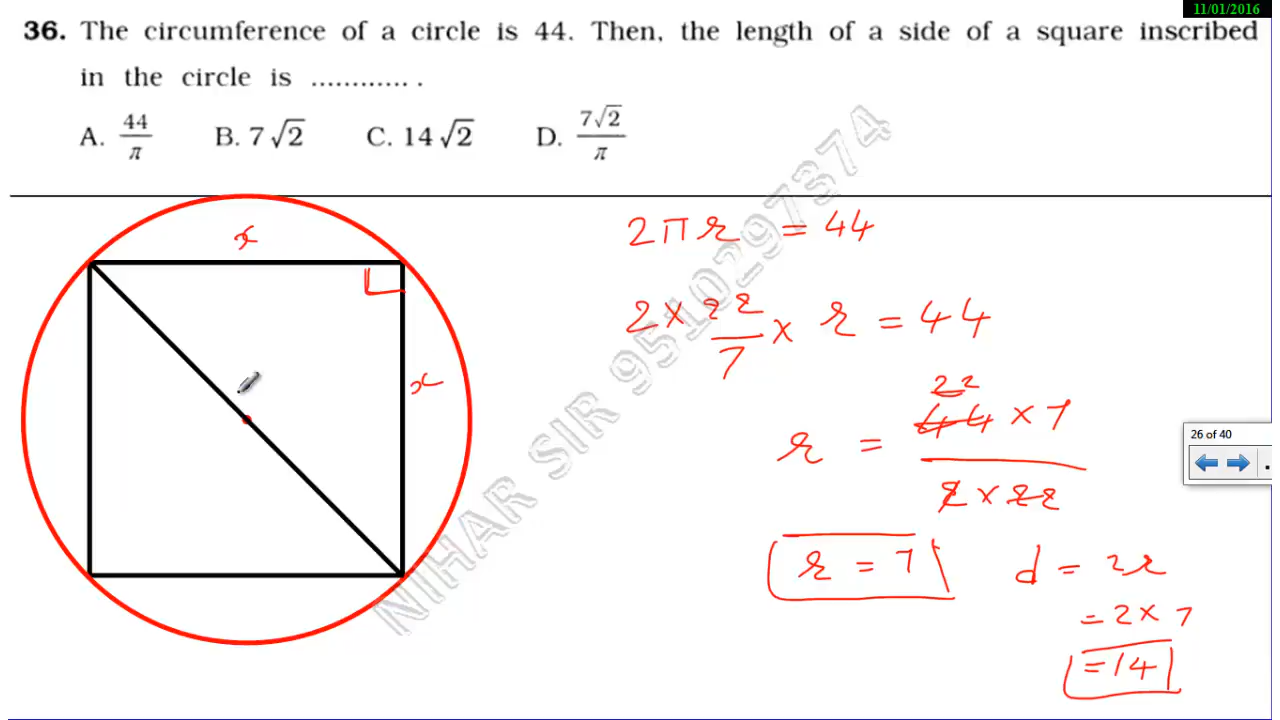 11/01/2016
36. The circumference of a circle is 44. Then, the length of a side of a square inscribed
in the circle is ............ .
A. 44/π B. 7√2 C. 14√2 D. 7√2/π
x
x
NIHAR SIR 9510297374
2πr = 44
2 × 22/7 × r = 44
22
r = 44 × 7 / 2 × 22
r = 7
d = 2r
= 2 × 7
= 14
26 of 40